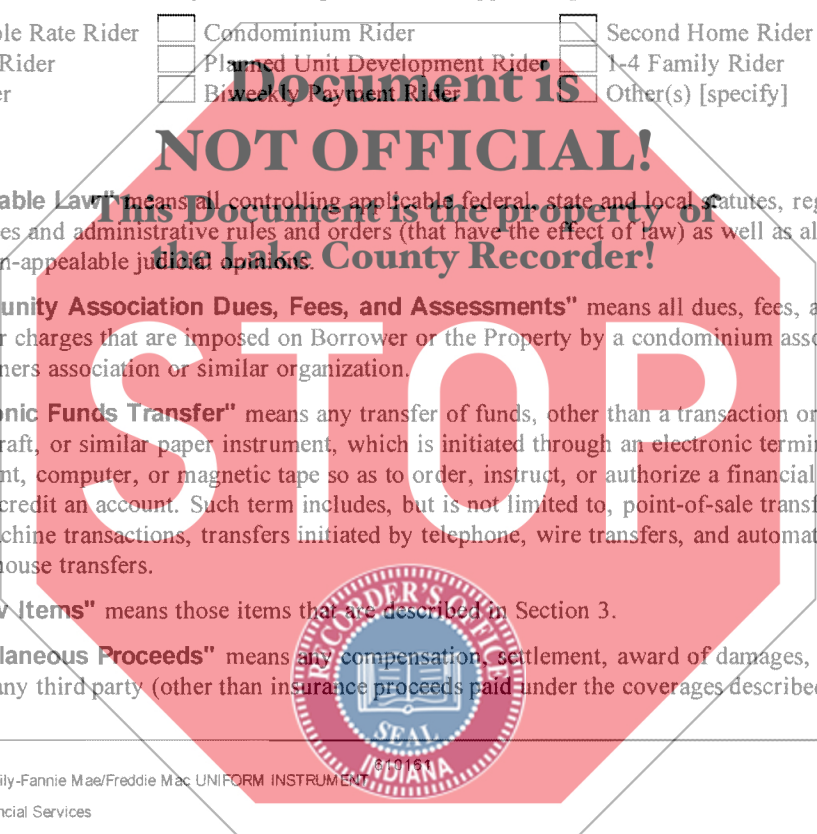 le Rate Rider Condominium Rider Second Home Rider
Rider Planned Unit Development Rider 1-4 Family Rider
er Biweekly Payment Rider Other(s) [specify]
Document is
NOT OFFICIAL!
able Law" means all controlling applicable federal, state and local statutes, reg
This Document is the property of
es and administrative rules and orders (that have the effect of law) as well as al
the Lake County Recorder!
n-appealable judicial opinions.
unity Association Dues, Fees, and Assessments" means all dues, fees, a
r charges that are imposed on Borrower or the Property by a condominium asso
ners association or similar organization.
STOP
onic Funds Transfer" means any transfer of funds, other than a transaction or
raft, or similar paper instrument, which is initiated through an electronic termin
nt, computer, or magnetic tape so as to order, instruct, or authorize a financial
credit an account. Such term includes, but is not limited to, point-of-sale transf
chine transactions, transfers initiated by telephone, wire transfers, and automat
house transfers.
w Items" means those items that are described in Section 3.
laneous Proceeds" means any compensation, settlement, award of damages,
any third party (other than insurance proceeds paid under the coverages described
RECORDER'S OFFICE
SEAL
INDIANA
610161
ily-Fannie Mae/Freddie Mac UNIFORM INSTRUMENT
ncial Services